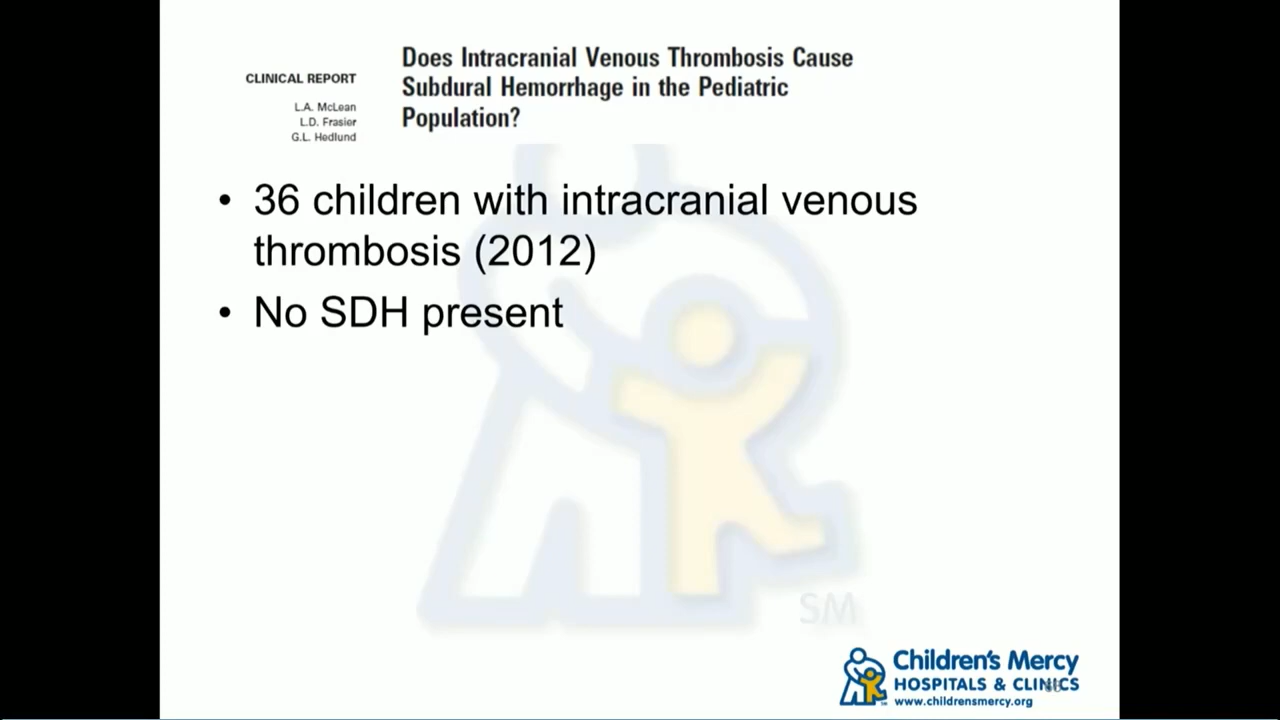 Does Intracranial Venous Thrombosis Cause
Subdural Hemorrhage in the Pediatric
Population?
CLINICAL REPORT
L.A. McLean
L.D. Frasier
G.L. Hedlund
• 36 children with intracranial venous
thrombosis (2012)
• No SDH present
SM
Children's Mercy
HOSPITALS & CLINICS
www.childrensmercy.org